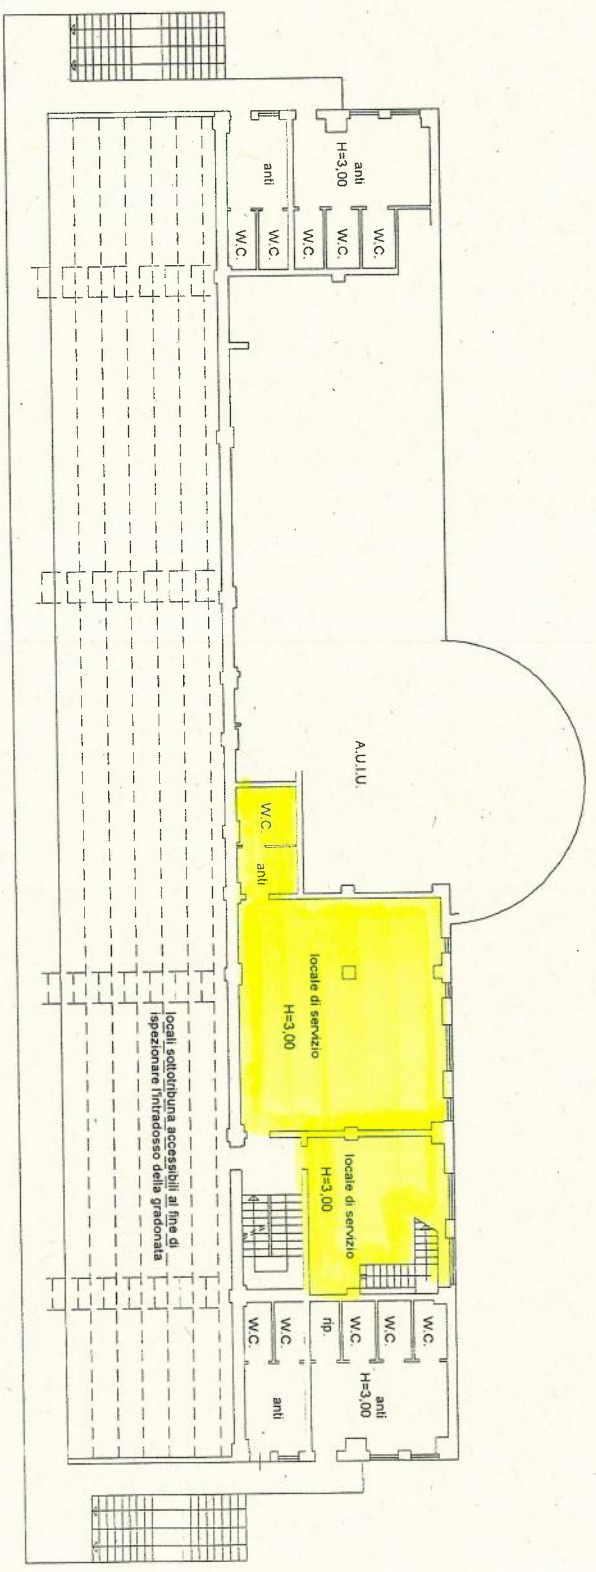 anti
H=3,00
anti
W.C.
W.C.
W.C.
W.C.
W.C.
A.U.I.U.
W.C.
anti
locale di servizio
H=3,00
locale di servizio
H=3,00
locali sottotribuna accessibili al fine di
ispezionare l'intradosso della gradonata
W.C.
W.C.
rip.
W.C.
W.C.
W.C.
anti
anti
H=3,00